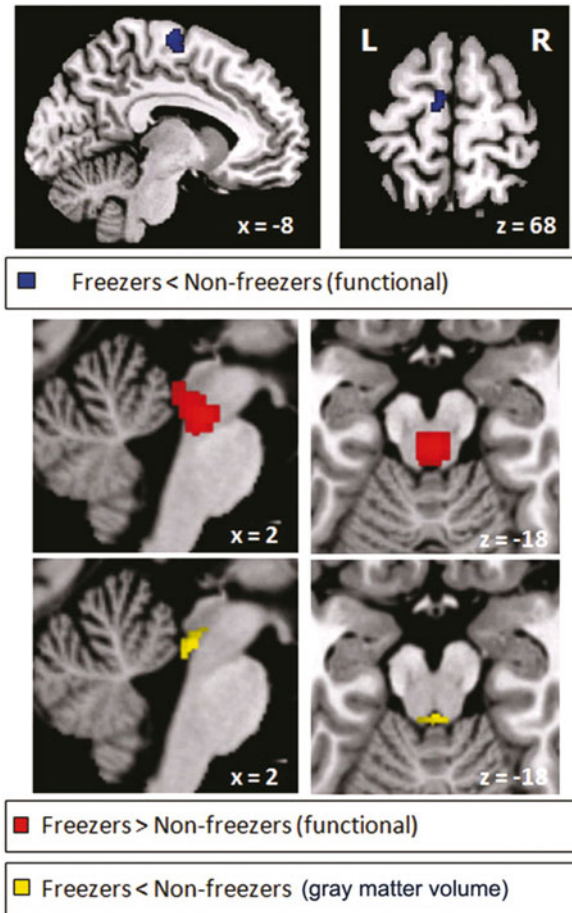 L R
x = -8
z = 68
Freezers < Non-freezers (functional)
x = 2
z = -18
x = 2
z = -18
Freezers > Non-freezers (functional)
Freezers < Non-freezers (gray matter volume)